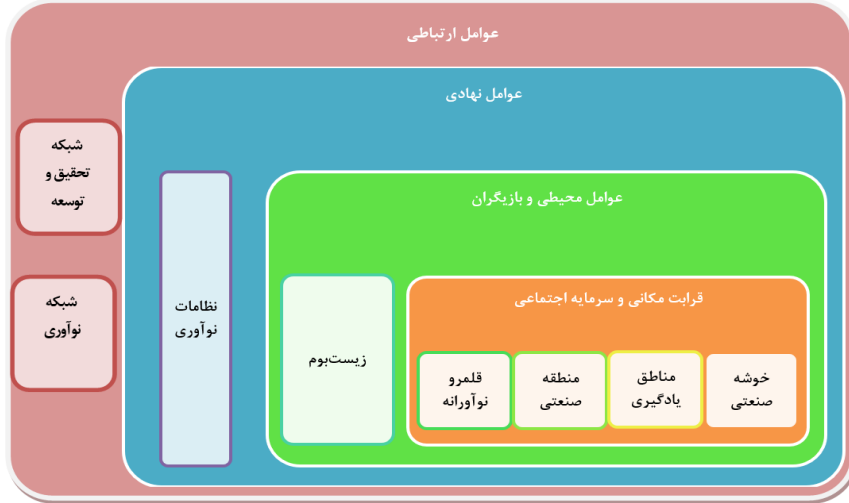 عوامل ارتباطی
عوامل نهادی
شبکه
تحقیق و
توسعه
عوامل محیطی و بازیگران
شبکه
نوآوری
نظامات
نوآوری
زیست‌بوم
قرابت مکانی و سرمایه اجتماعی
خوشه
صنعتی
مناطق
یادگیری
منطقه
صنعتی
قلمرو
نوآورانه